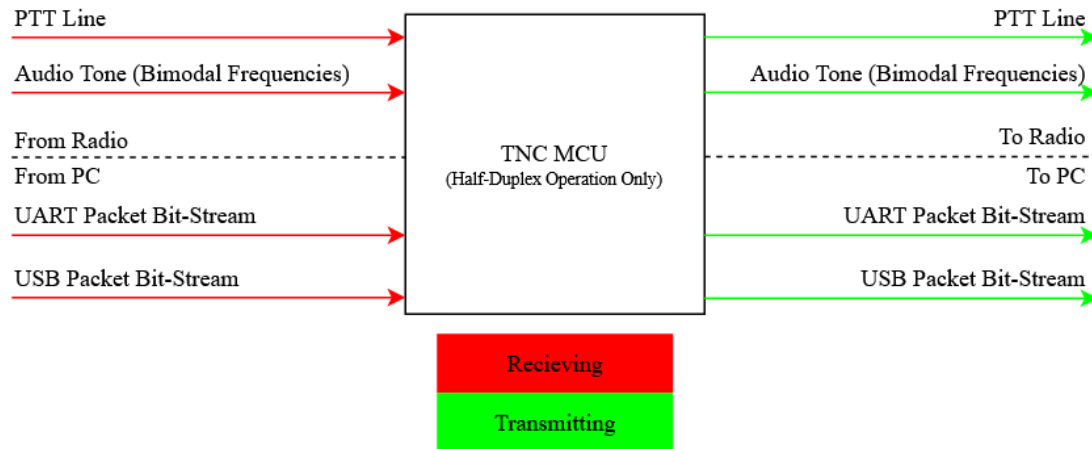 PTT Line
Audio Tone (Bimodal Frequencies)
From Radio
From PC
UART Packet Bit-Stream
USB Packet Bit-Stream
TNC MCU
(Half-Duplex Operation Only)
PTT Line
Audio Tone (Bimodal Frequencies)
To Radio
To PC
UART Packet Bit-Stream
USB Packet Bit-Stream
Recieving
Transmitting